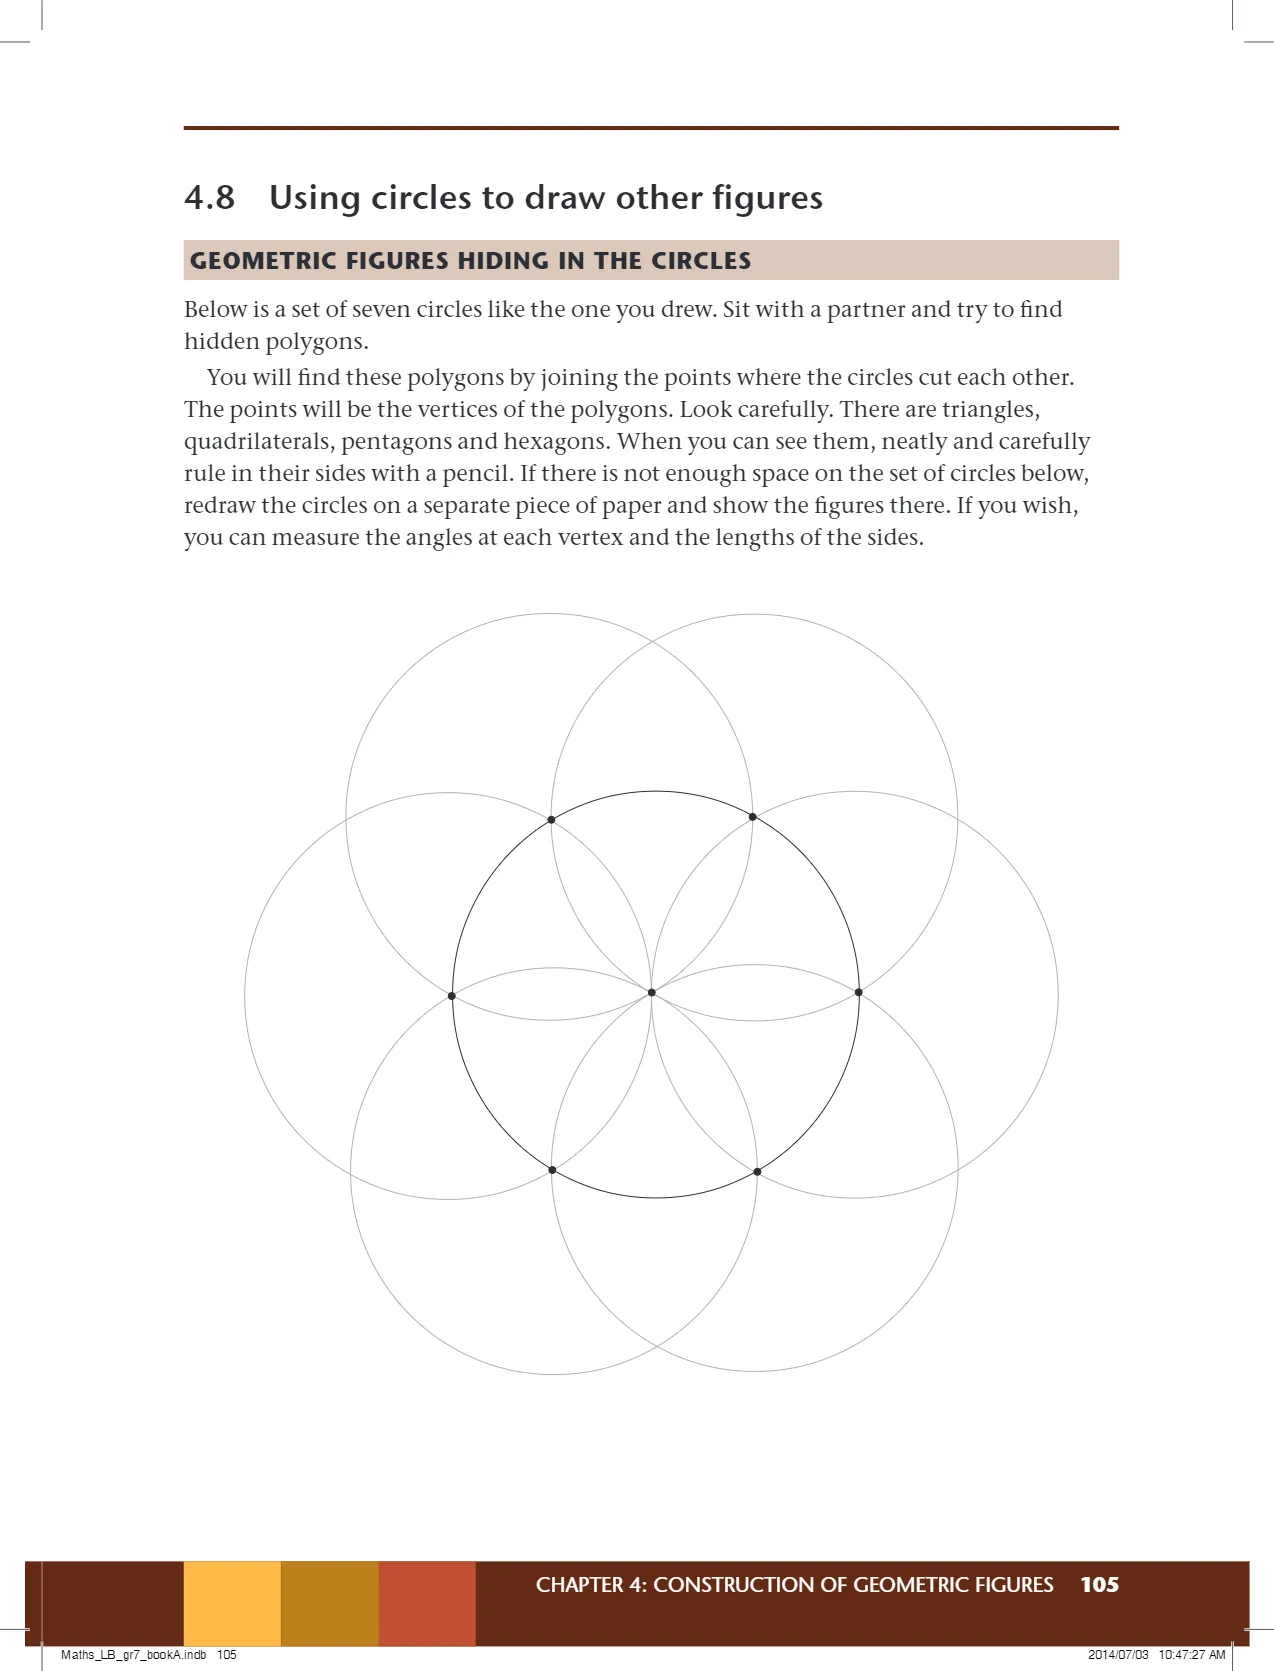 4.8 Using circles to draw other figures
GEOMETRIC FIGURES HIDING IN THE CIRCLES
Below is a set of seven circles like the one you drew. Sit with a partner and try to find
hidden polygons.
You will find these polygons by joining the points where the circles cut each other.
The points will be the vertices of the polygons. Look carefully. There are triangles,
quadrilaterals, pentagons and hexagons. When you can see them, neatly and carefully
rule in their sides with a pencil. If there is not enough space on the set of circles below,
redraw the circles on a separate piece of paper and show the figures there. If you wish,
you can measure the angles at each vertex and the lengths of the sides.
CHAPTER 4: CONSTRUCTION OF GEOMETRIC FIGURES 105
Maths_LB_gr7_bookA.indb 105 2014/07/03 10:47:27 AM